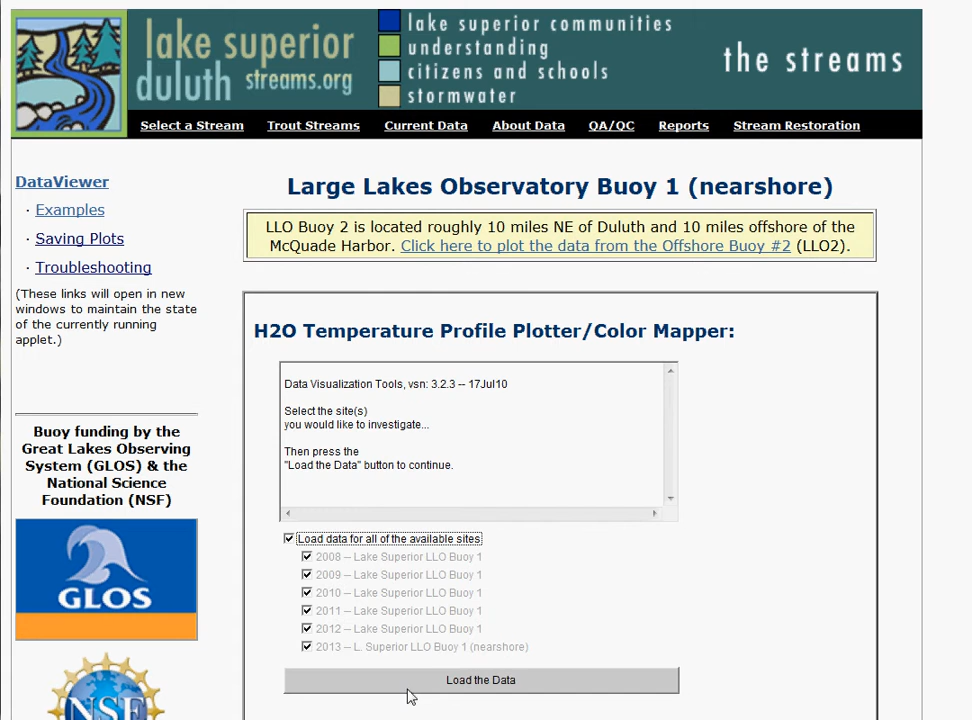 lake superior
duluth streams.org
lake superior communities
understanding
citizens and schools
stormwater
the streams
Select a Stream Trout Streams Current Data About Data QA/QC Reports Stream Restoration
DataViewer
· Examples
· Saving Plots
· Troubleshooting
(These links will open in new
windows to maintain the state
of the currently running
applet.)
Buoy funding by the
Great Lakes Observing
System (GLOS) & the
National Science
Foundation (NSF)
GLOS
NSF
Large Lakes Observatory Buoy 1 (nearshore)
LLO Buoy 2 is located roughly 10 miles NE of Duluth and 10 miles offshore of the
McQuade Harbor. Click here to plot the data from the Offshore Buoy #2 (LLO2).
H2O Temperature Profile Plotter/Color Mapper:
Data Visualization Tools, vsn: 3.2.3 -- 17Jul10
Select the site(s)
you would like to investigate...
Then press the
"Load the Data" button to continue.
Load data for all of the available sites
2008 -- Lake Superior LLO Buoy 1
2009 -- Lake Superior LLO Buoy 1
2010 -- Lake Superior LLO Buoy 1
2011 -- Lake Superior LLO Buoy 1
2012 -- Lake Superior LLO Buoy 1
2013 -- L. Superior LLO Buoy 1 (nearshore)
Load the Data